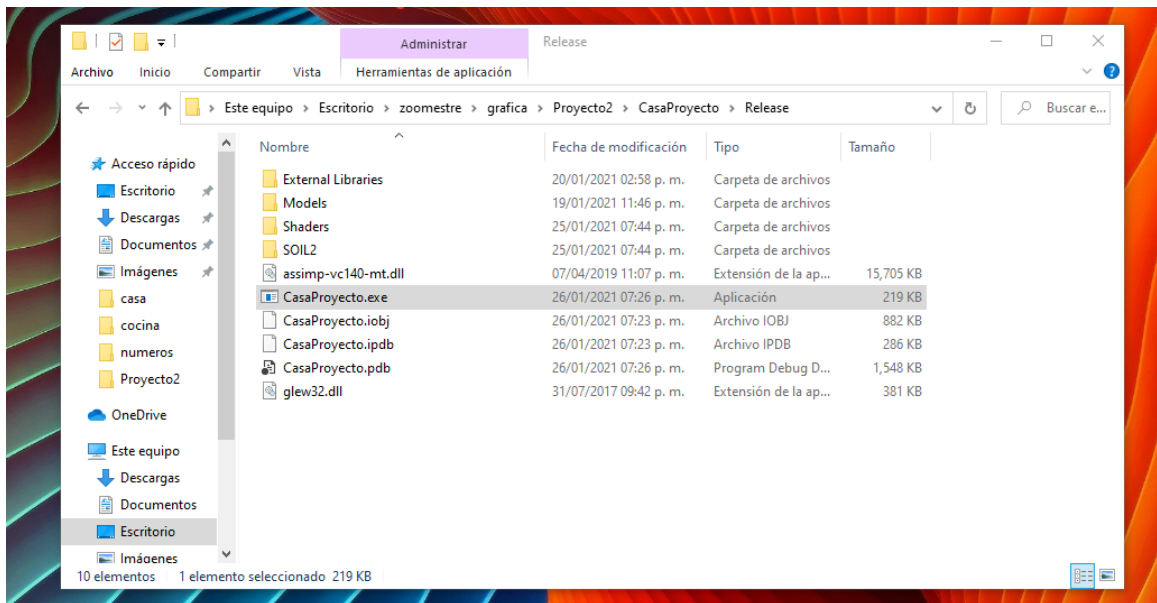 Administrar
Release
Archivo Inicio Compartir Vista Herramientas de aplicación
Este equipo > Escritorio > zoomestre > grafica > Proyecto2 > CasaProyecto > Release
Buscar e...
Acceso rápido
Escritorio
Descargas
Documentos
Imágenes
casa
cocina
numeros
Proyecto2
OneDrive
Este equipo
Descargas
Documentos
Escritorio
Imágenes
Nombre Fecha de modificación Tipo Tamaño
External Libraries 20/01/2021 02:58 p. m. Carpeta de archivos
Models 19/01/2021 11:46 p. m. Carpeta de archivos
Shaders 25/01/2021 07:44 p. m. Carpeta de archivos
SOIL2 25/01/2021 07:44 p. m. Carpeta de archivos
assimp-vc140-mt.dll 07/04/2019 11:07 p. m. Extensión de la ap... 15,705 KB
CasaProyecto.exe 26/01/2021 07:26 p. m. Aplicación 219 KB
CasaProyecto.iobj 26/01/2021 07:23 p. m. Archivo IOBJ 882 KB
CasaProyecto.ipdb 26/01/2021 07:23 p. m. Archivo IPDB 286 KB
CasaProyecto.pdb 26/01/2021 07:26 p. m. Program Debug D... 1,548 KB
glew32.dll 31/07/2017 09:42 p. m. Extensión de la ap... 381 KB
10 elementos 1 elemento seleccionado 219 KB